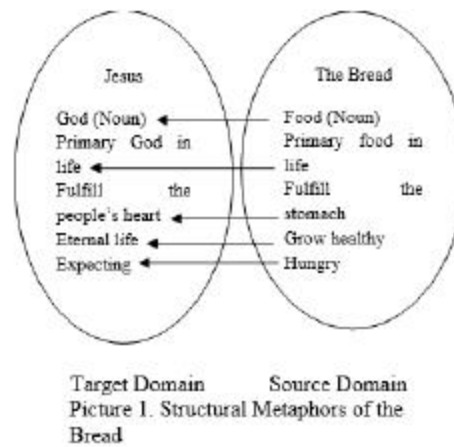 Jesus
God (Noun)
Primary God in
life
Fulfill the
people's heart
Eternal life
Expecting
The Bread
Food (Noun)
Primary food in
life
Fulfill the
stomach
Grow healthy
Hungry
Target Domain Source Domain
Picture 1. Structural Metaphors of the
Bread